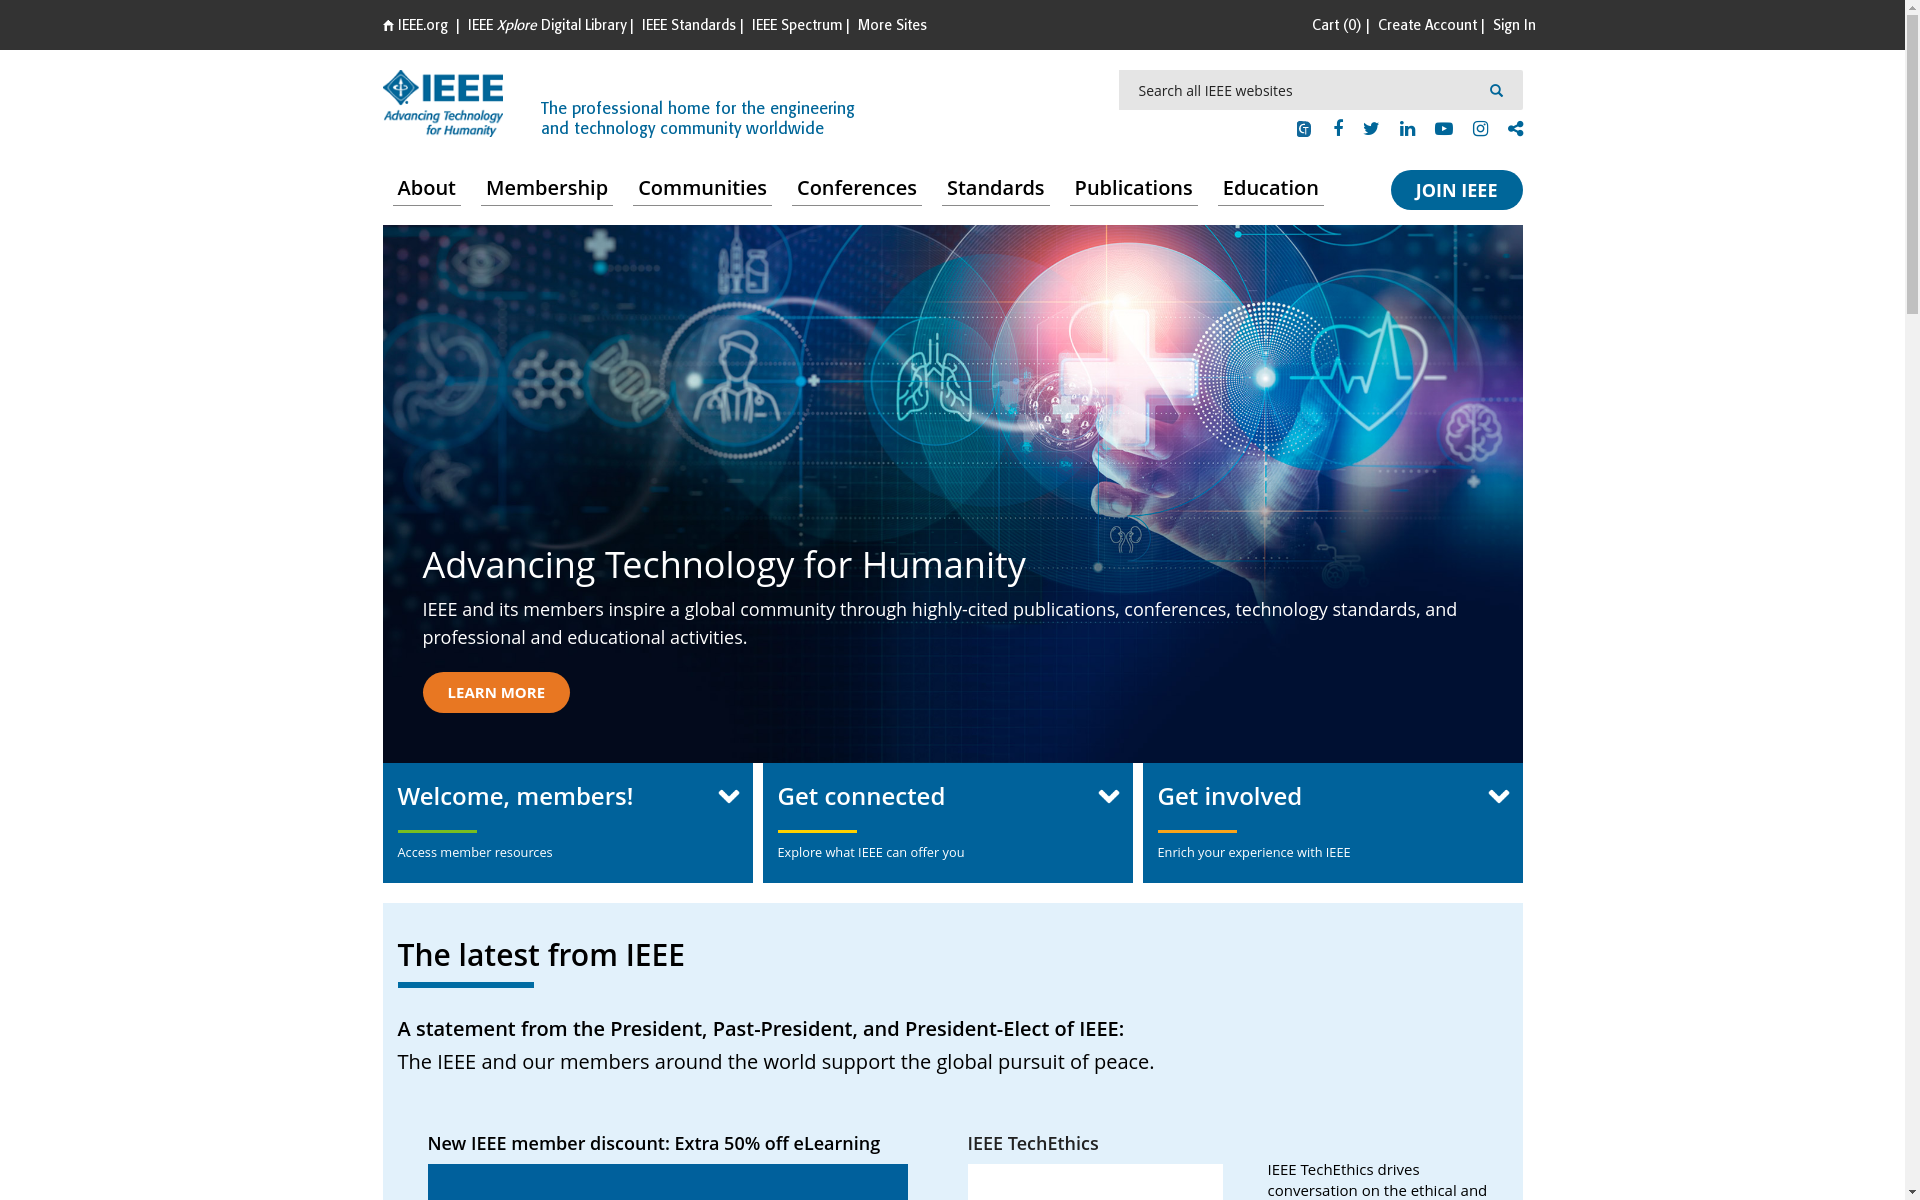 IEEE.org | IEEE Xplore Digital Library | IEEE Standards | IEEE Spectrum | More Sites
Cart (0) | Create Account | Sign In
IEEE
Advancing Technology
for Humanity
The professional home for the engineering
and technology community worldwide
Search all IEEE websites
About Membership Communities Conferences Standards Publications Education
JOIN IEEE
Advancing Technology for Humanity
IEEE and its members inspire a global community through highly-cited publications, conferences, technology standards, and
professional and educational activities.
LEARN MORE
Welcome, members!
Access member resources
Get connected
Explore what IEEE can offer you
Get involved
Enrich your experience with IEEE
The latest from IEEE
A statement from the President, Past-President, and President-Elect of IEEE:
The IEEE and our members around the world support the global pursuit of peace.
New IEEE member discount: Extra 50% off eLearning
IEEE TechEthics
IEEE TechEthics drives
conversation on the ethical and